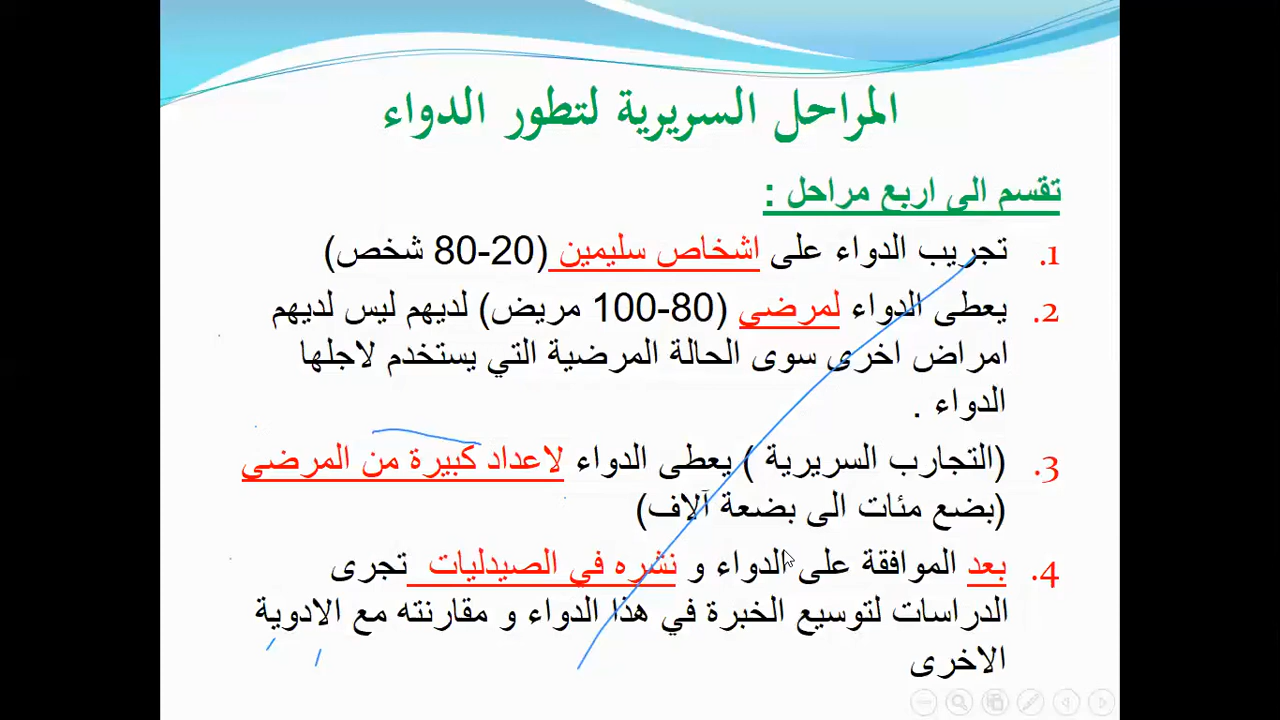 المراحل السريرية لتطور الدواء
تقسم الى اربع مراحل :
1. تجريب الدواء على اشخاص سليمين (20-80 شخص)
2. يعطى الدواء لمرضي (80-100 مريض) لديهم ليس لديهم
امراض اخرى سوى الحالة المرضية التي يستخدم لاجلها
الدواء .
3. (التجارب السريرية ) يعطى الدواء لاعداد كبيرة من المرضي
(بضع مئات الى بضعة آلاف)
4. بعد الموافقة على الدواء و نشره في الصيدليات تجرى
الدراسات لتوسيع الخبرة في هذا الدواء و مقارنته مع الادوية
الاخرى